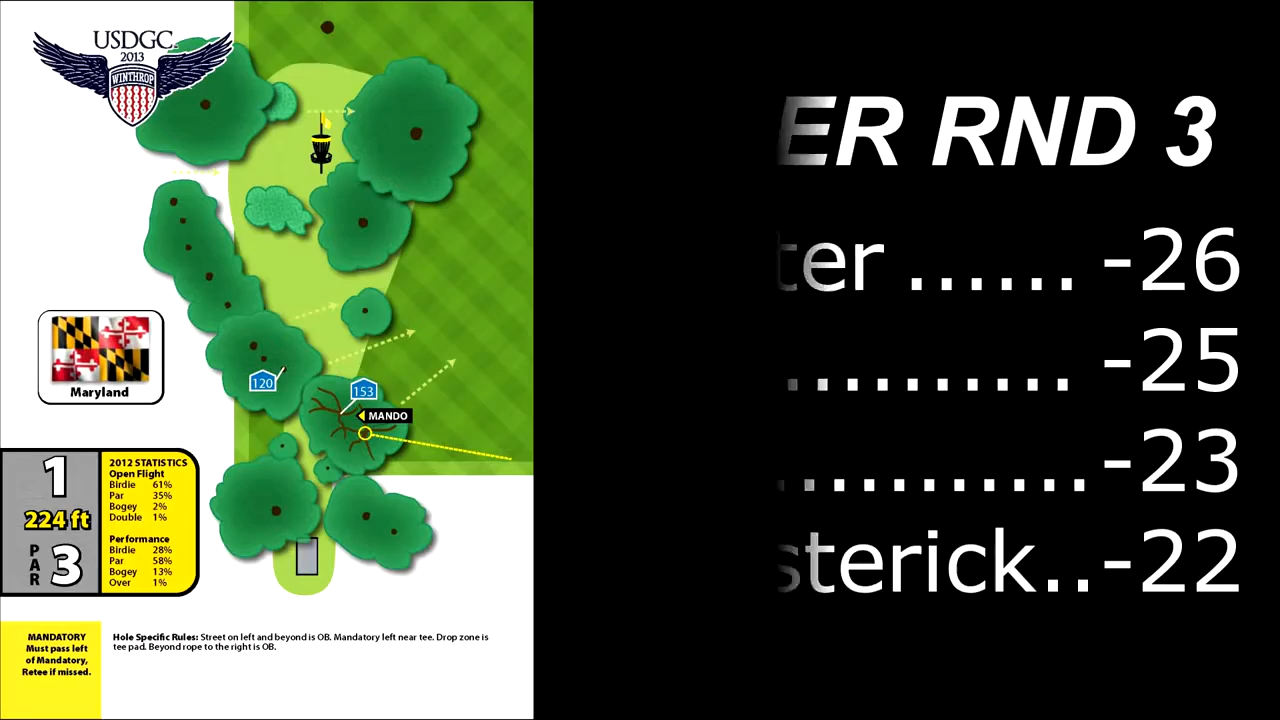 USDGC
2013
WINTHROP
ER RND 3
ter ...... -26
........... -25
............ -23
sterick..-22
120
153
MANDO
Maryland
1
224 ft
PAR
3
2012 STATISTICS
Open Flight
Birdie 61%
Par 35%
Bogey 2%
Double 1%
Performance
Birdie 28%
Par 58%
Bogey 13%
Over 1%
MANDATORY
Must pass left
of Mandatory,
Retee if missed.
Hole Specific Rules: Street on left and beyond is OB. Mandatory left near tee. Drop zone is
tee pad. Beyond rope to the right is OB.